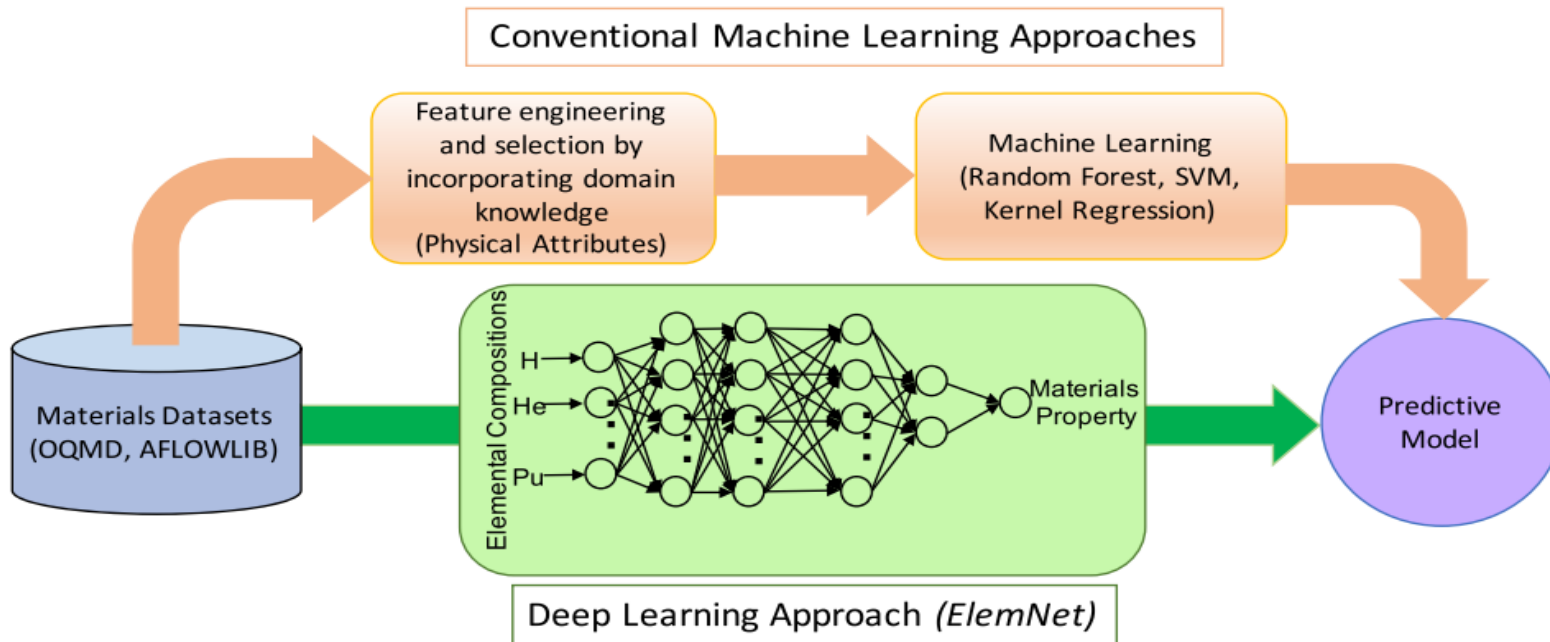 Conventional Machine Learning Approaches
Feature engineering
and selection by
incorporating domain
knowledge
(Physical Attributes)
Machine Learning
(Random Forest, SVM,
Kernel Regression)
Materials Datasets
(OQMD, AFLOWLIB)
Elemental Compositions
H
He
Pu
Materials
Property
Predictive
Model
Deep Learning Approach (ElemNet)